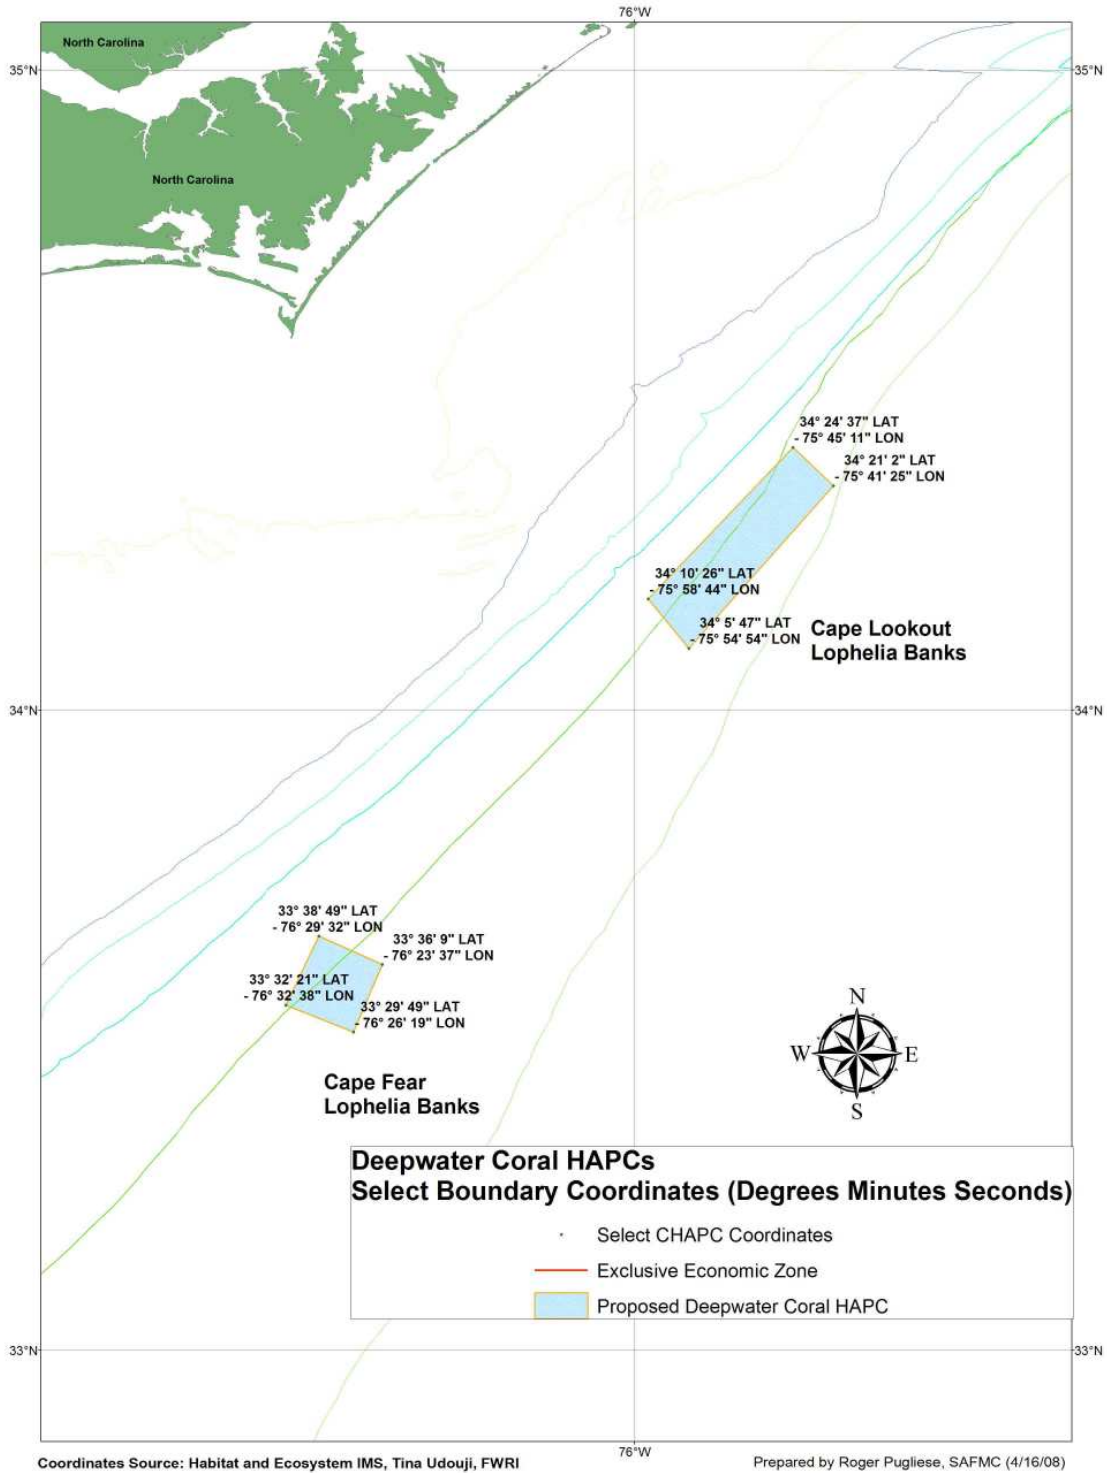 76°W
North Carolina
35°N
35°N
North Carolina
34° 24' 37" LAT
- 75° 45' 11" LON
34° 21' 2" LAT
- 75° 41' 25" LON
34° 10' 26" LAT
- 75° 58' 44" LON
34° 5' 47" LAT
- 75° 54' 54" LON
Cape Lookout
Lophelia Banks
34°N
34°N
33° 38' 49" LAT
- 76° 29' 32" LON
33° 36' 9" LAT
- 76° 23' 37" LON
33° 32' 21" LAT
- 76° 32' 38" LON
33° 29' 49" LAT
- 76° 26' 19" LON
Cape Fear
Lophelia Banks
N
W
E
S
Deepwater Coral HAPCs
Select Boundary Coordinates (Degrees Minutes Seconds)
Select CHAPC Coordinates
Exclusive Economic Zone
Proposed Deepwater Coral HAPC
33°N
33°N
76°W
Coordinates Source: Habitat and Ecosystem IMS, Tina Udouji, FWRI
Prepared by Roger Pugliese, SAFMC (4/16/08)